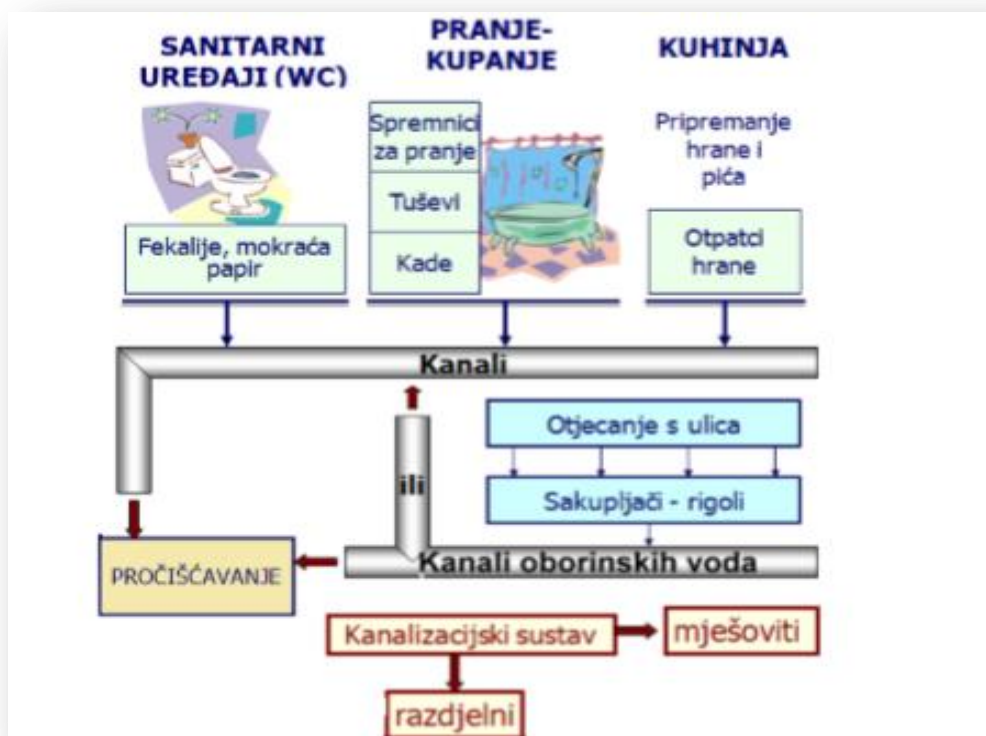 SANITARNI
UREĐAJI (WC)
PRANJE-
KUPANJE
KUHINJA
Spremnici
za pranje
Tuševi
Kade
Pripremanje
hrane i
pića
Fekalije, mokraća
papir
Otpatci
hrane
Kanali
Otjecanje s ulica
ili
Sakupljači - rigoli
Kanali oborinskih voda
PROČIŠĆAVANJE
Kanalizacijski sustav
mješoviti
razdjelni